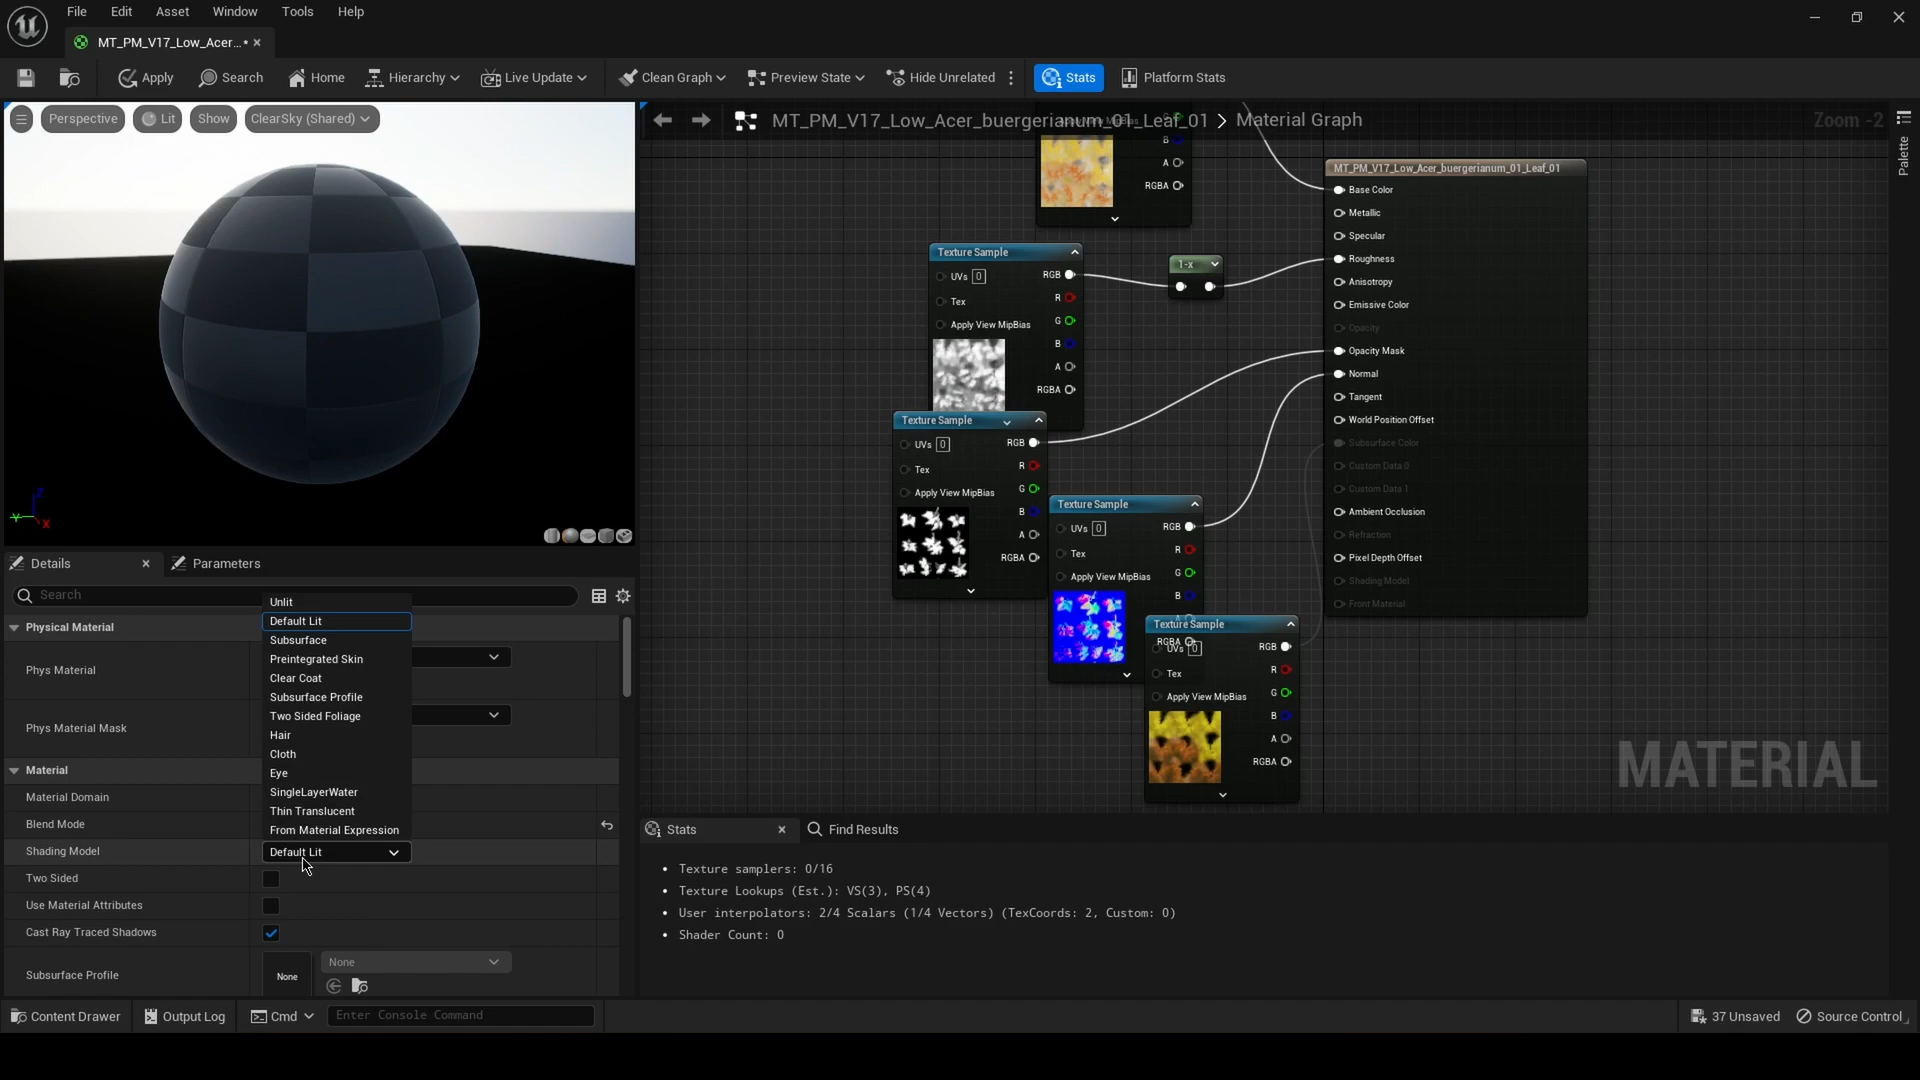 File Edit Asset Window Tools Help
MT_PM_V17_Low_Acer...•
Apply Search Home Hierarchy Live Update Clean Graph Preview State Hide Unrelated Stats Platform Stats
Perspective Lit Show ClearSky (Shared)
MT_PM_V17_Low_Acer_buergerianum_01_Leaf_01 > Material Graph
Zoom -2
Palette
B
A
RGBA
MT_PM_V17_Low_Acer_buergerianum_01_Leaf_01
Base Color
Metallic
Specular
Roughness
Anisotropy
Emissive Color
Opacity
Opacity Mask
Normal
Tangent
World Position Offset
Subsurface Color
Custom Data 0
Custom Data 1
Ambient Occlusion
Refraction
Pixel Depth Offset
Shading Model
Front Material
Texture Sample
UVs 0 RGB
Tex R
G
Apply View MipBias
B
A
RGBA
1-x
Texture Sample
UVs 0 RGB
Tex R
Apply View MipBias G
B
A
RGBA
Texture Sample
UVs 0 RGB
Tex R
Apply View MipBias G
B
RGBA
Texture Sample
UVs 0 RGB
Tex R
Apply View MipBias G
B
A
RGBA
MATERIAL
Z
Y
X
Details Parameters
Search
Physical Material
Phys Material
Phys Material Mask
Material
Material Domain
Blend Mode
Shading Model Default Lit
Two Sided
Use Material Attributes
Cast Ray Traced Shadows
Subsurface Profile None None
Unlit
Default Lit
Subsurface
Preintegrated Skin
Clear Coat
Subsurface Profile
Two Sided Foliage
Hair
Cloth
Eye
SingleLayerWater
Thin Translucent
From Material Expression
Stats Find Results
• Texture samplers: 0/16
• Texture Lookups (Est.): VS(3), PS(4)
• User interpolators: 2/4 Scalars (1/4 Vectors) (TexCoords: 2, Custom: 0)
• Shader Count: 0
Content Drawer Output Log Cmd Enter Console Command 37 Unsaved Source Control